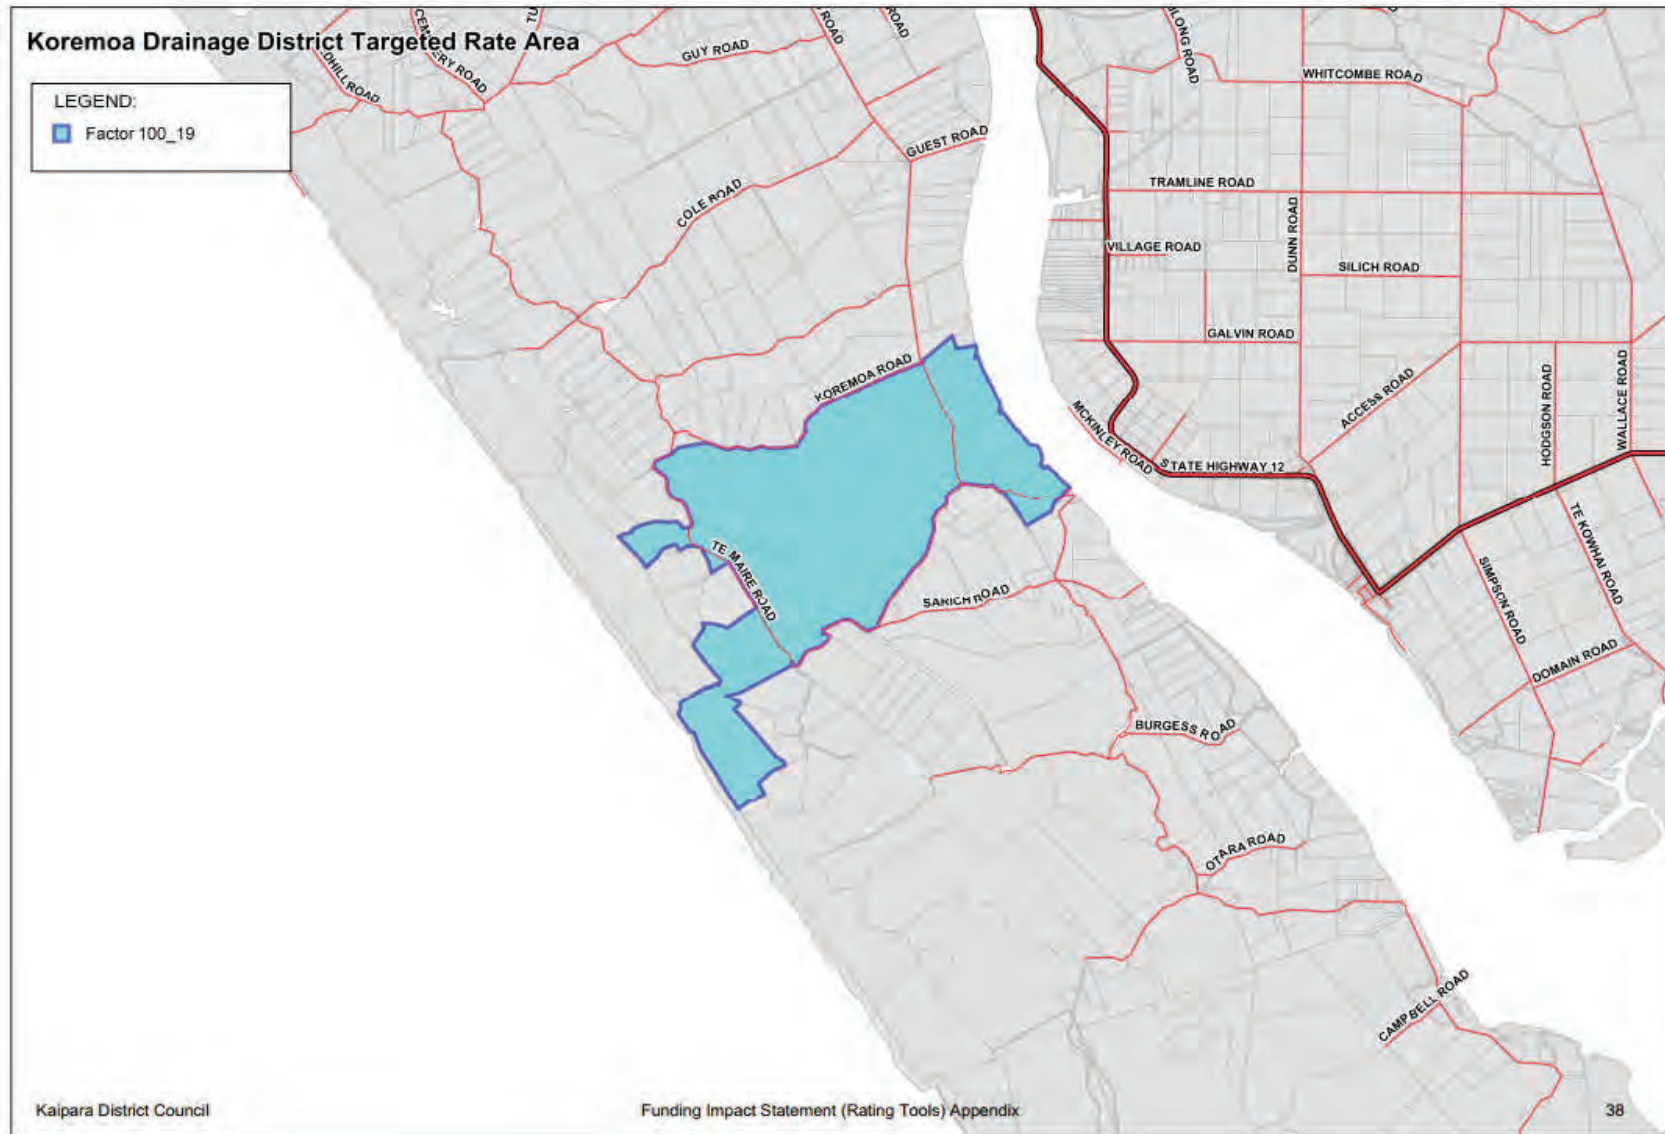 Koremoa Drainage District Targeted Rate Area
LEGEND:
Factor 100_19
GUY ROAD
ROAD
ROAD
WHITCOMBE ROAD
GUEST ROAD
COLE ROAD
TRAMLINE ROAD
DUNN ROAD
VILLAGE ROAD
SILICH ROAD
GALVIN ROAD
KOREMOA ROAD
ACCESS ROAD
HODGSON ROAD
WALLACE ROAD
MCKINLEY ROAD
STATE HIGHWAY 12
TE KOWHAI ROAD
TE MAIRE ROAD
SARICH ROAD
SIMPSON ROAD
DOMAIN ROAD
BURGESS ROAD
OTARA ROAD
CAMPBELL ROAD
Kaipara District Council
Funding Impact Statement (Rating Tools) Appendix
38